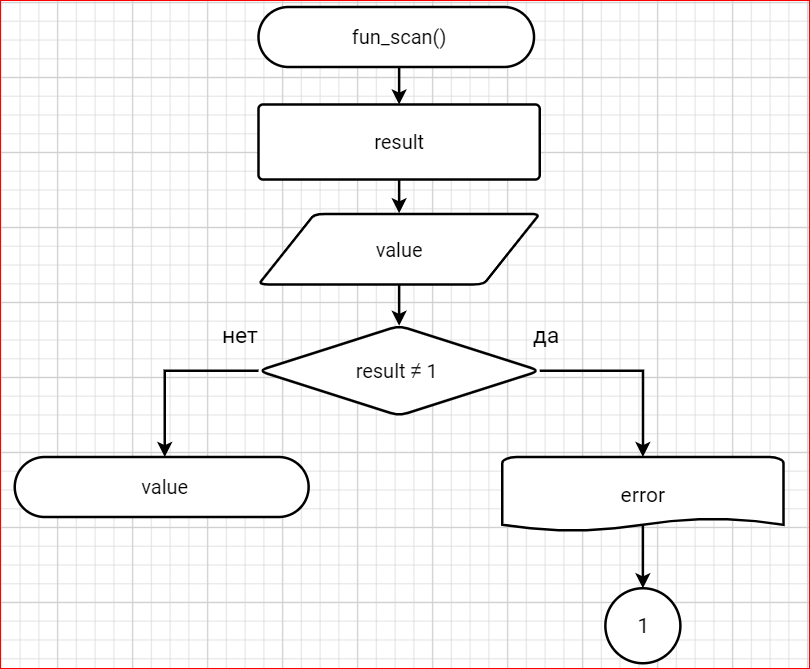 fun_scan()
result
value
нет
да
result ≠ 1
value
error
1